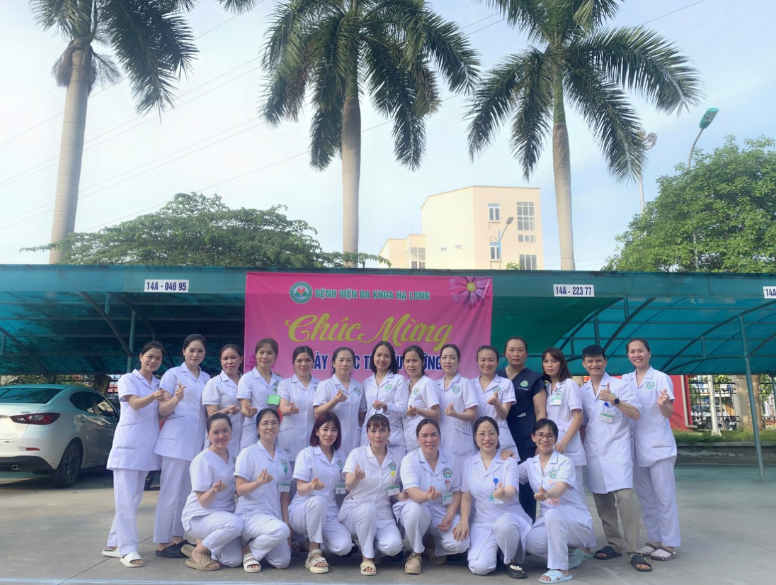 14A - 046 95
14A - 223 77
BỆNH VIỆN ĐA KHOA HẠ LONG
Chúc Mừng